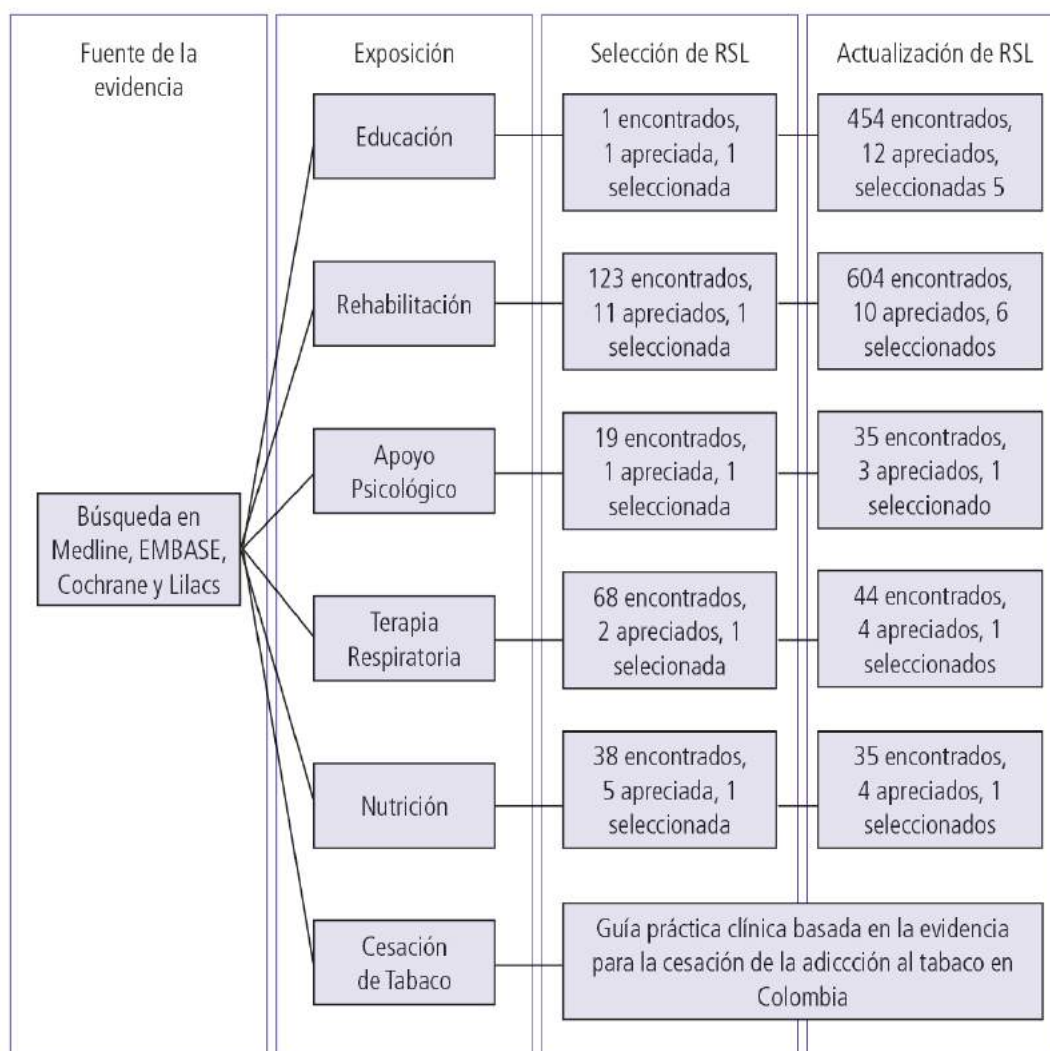 Fuente de la
evidencia
Exposición
Selección de RSL
Actualización de RSL
Búsqueda en
Medline, EMBASE,
Cochrane y Lilacs
Educación
1 encontrados,
1 apreciada, 1
seleccionada
454 encontrados,
12 apreciados,
seleccionadas 5
Rehabilitación
123 encontrados,
11 apreciados, 1
seleccionada
604 encontrados,
10 apreciados, 6
seleccionados
Apoyo
Psicológico
19 encontrados,
1 apreciada, 1
seleccionada
35 encontrados,
3 apreciados, 1
seleccionado
Terapia
Respiratoria
68 encontrados,
2 apreciados, 1
selecionada
44 encontrados,
4 apreciados, 1
seleccionados
Nutrición
38 encontrados,
5 apreciada, 1
seleccionada
35 encontrados,
4 apreciados, 1
seleccionados
Cesación
de Tabaco
Guía práctica clínica basada en la evidencia
para la cesación de la adiccción al tabaco en
Colombia